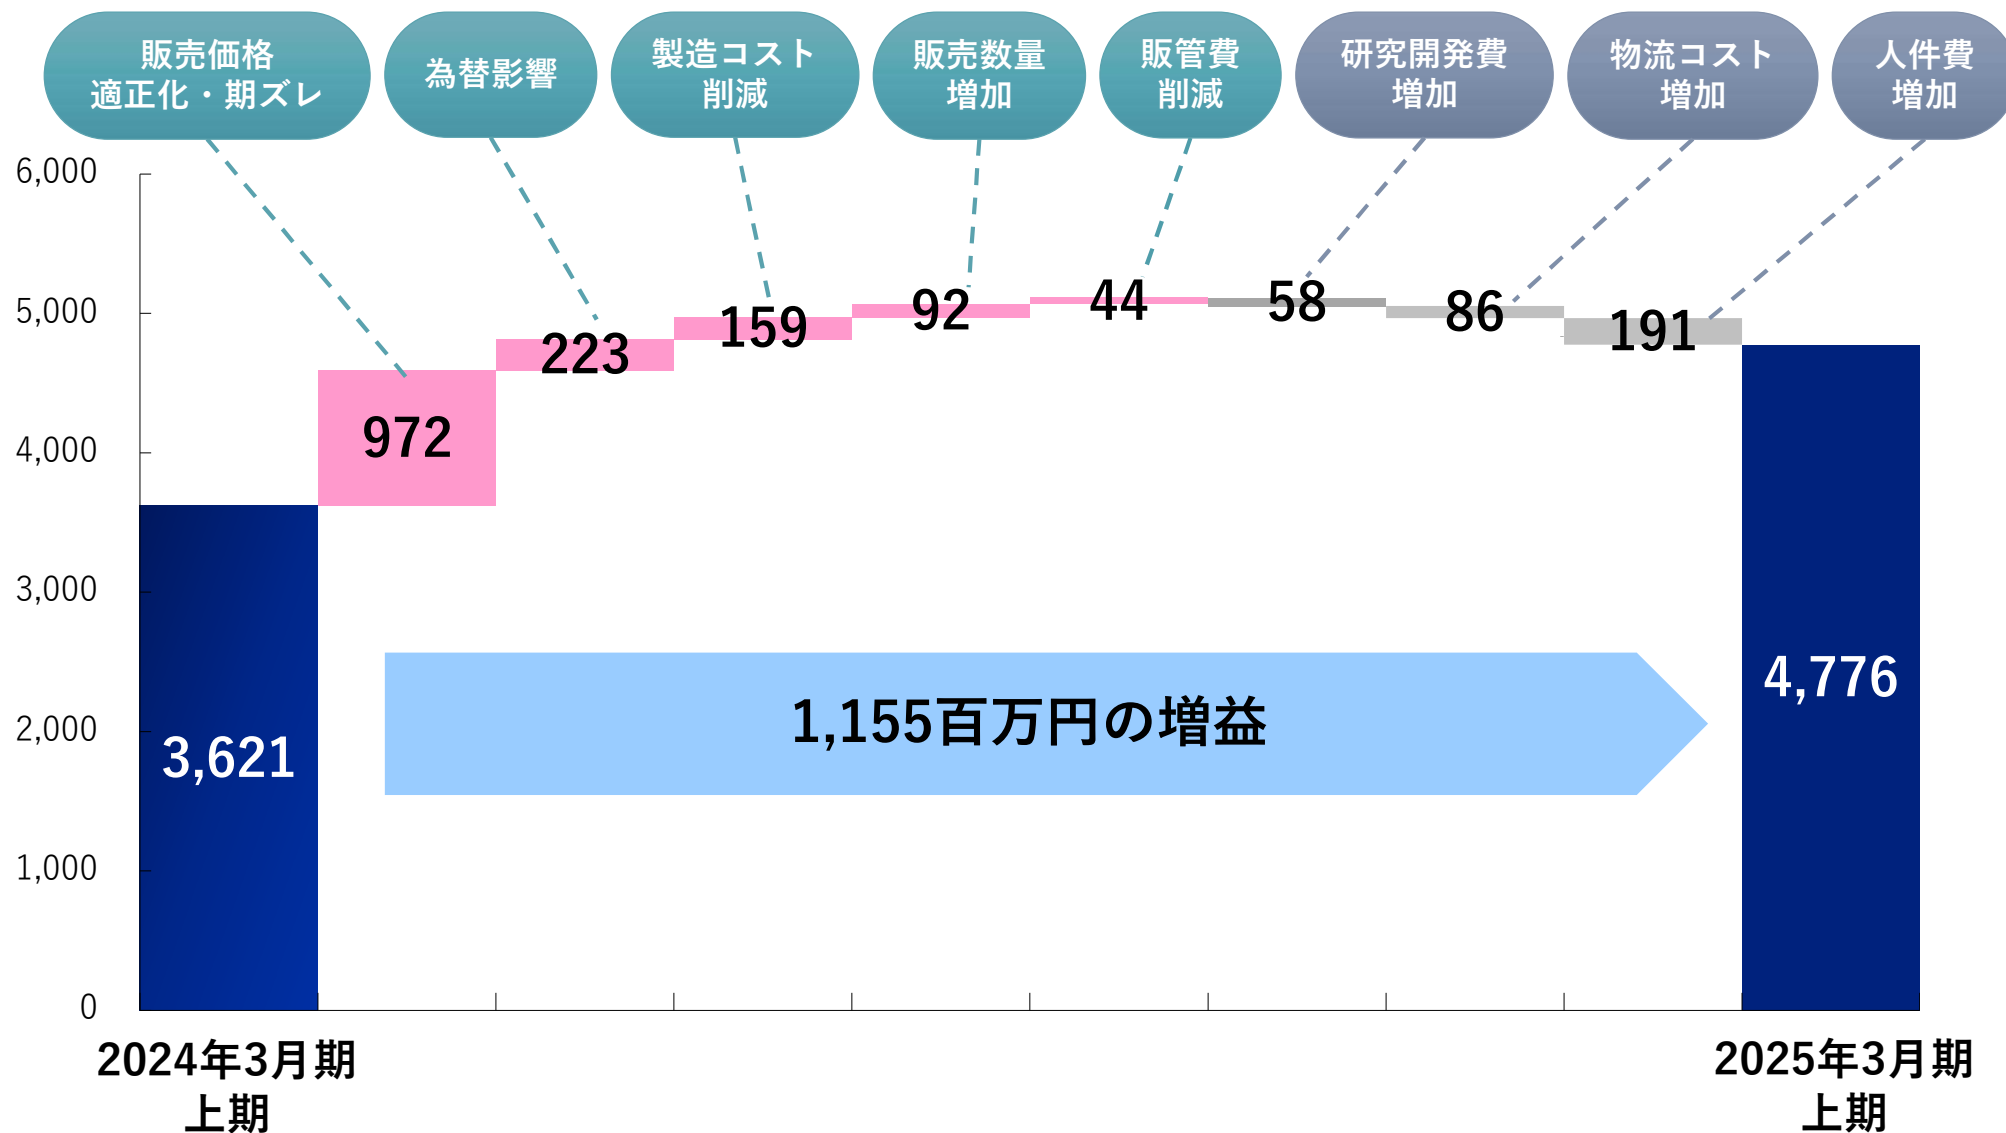 販売価格
適正化・期ズレ
為替影響
製造コスト
削減
販売数量
増加
販管費
削減
研究開発費
増加
物流コスト
増加
人件費
増加
6,000
5,000
4,000
3,000
2,000
1,000
0
3,621
972
223
159
92
44
58
86
191
4,776
1,155百万円の増益
2024年3月期
上期
2025年3月期
上期